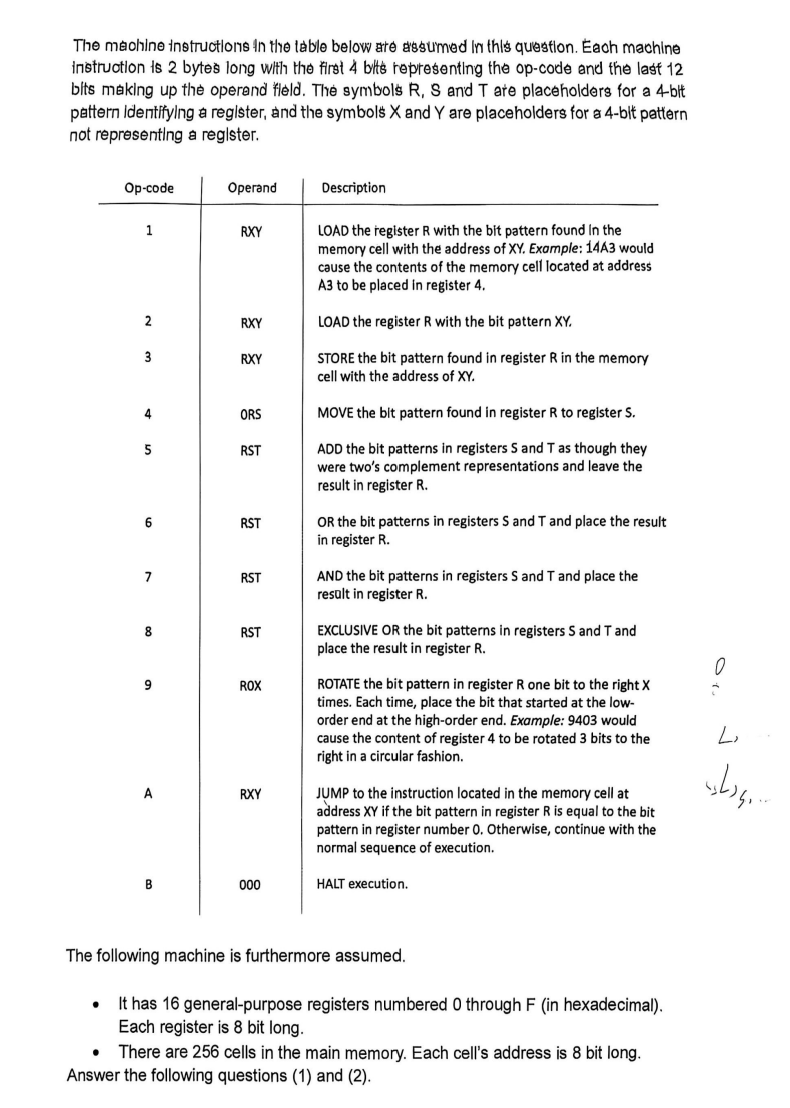 The machine instructions in the table below are assumed in this question. Each machine
instruction is 2 bytes long with the first 4 bits representing the op-code and the last 12
bits making up the operand field. The symbols R, S and T are placeholders for a 4-bit
pattern identifying a register, and the symbols X and Y are placeholders for a 4-bit pattern
not representing a register.
Op-code Operand Description
1 RXY LOAD the register R with the bit pattern found in the
memory cell with the address of XY. Example: 14A3 would
cause the contents of the memory cell located at address
A3 to be placed in register 4.
2 RXY LOAD the register R with the bit pattern XY.
3 RXY STORE the bit pattern found in register R in the memory
cell with the address of XY.
4 ORS MOVE the bit pattern found in register R to register S.
5 RST ADD the bit patterns in registers S and T as though they
were two's complement representations and leave the
result in register R.
6 RST OR the bit patterns in registers S and T and place the result
in register R.
7 RST AND the bit patterns in registers S and T and place the
result in register R.
8 RST EXCLUSIVE OR the bit patterns in registers S and T and
place the result in register R.
9 ROX ROTATE the bit pattern in register R one bit to the right X
times. Each time, place the bit that started at the low-
order end at the high-order end. Example: 9403 would
cause the content of register 4 to be rotated 3 bits to the
right in a circular fashion.
A RXY JUMP to the instruction located in the memory cell at
address XY if the bit pattern in register R is equal to the bit
pattern in register number 0. Otherwise, continue with the
normal sequence of execution.
B 000 HALT execution.
The following machine is furthermore assumed.
• It has 16 general-purpose registers numbered 0 through F (in hexadecimal).
Each register is 8 bit long.
• There are 256 cells in the main memory. Each cell's address is 8 bit long.
Answer the following questions (1) and (2).